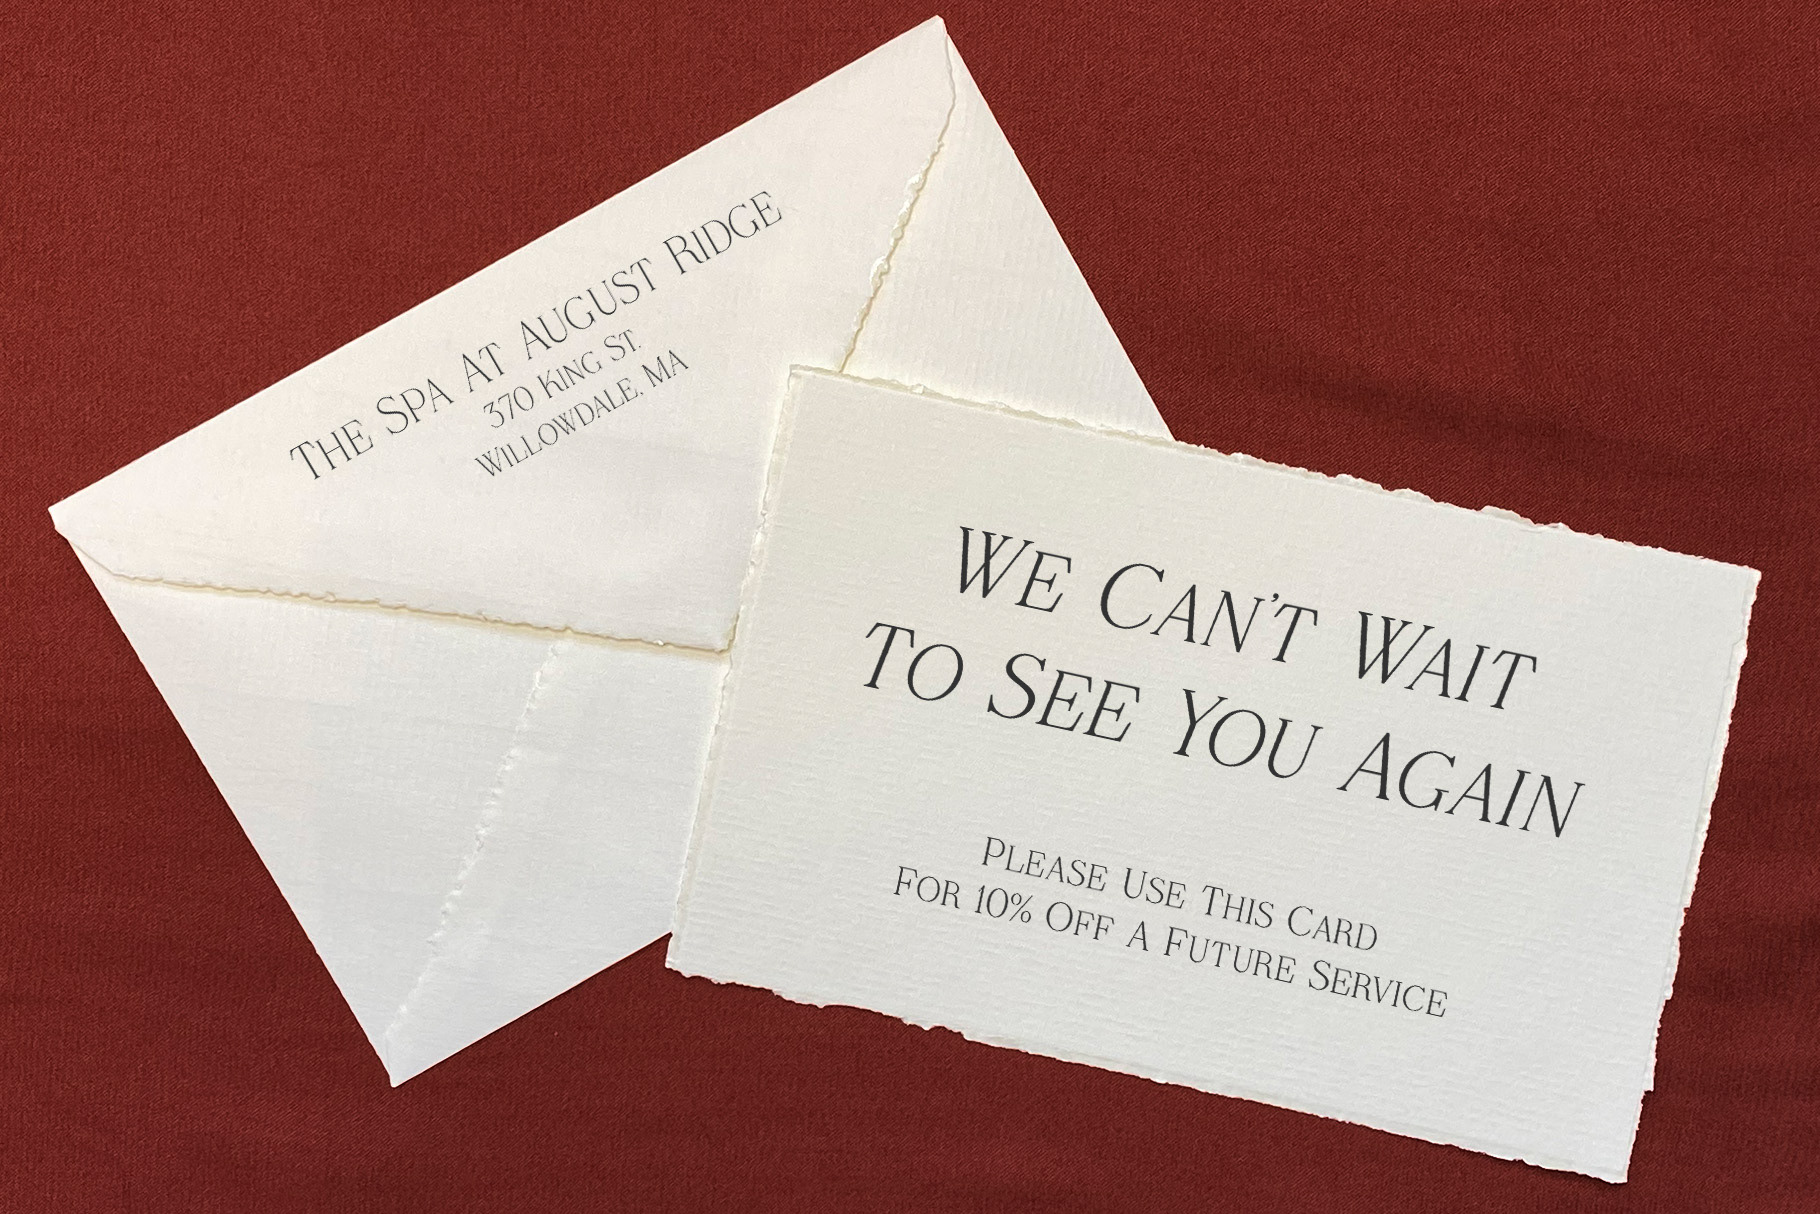 The Spa At August Ridge
370 King St.
Willowdale, MA
We Can't Wait
To See You Again
Please Use This Card
For 10% Off A Future Service